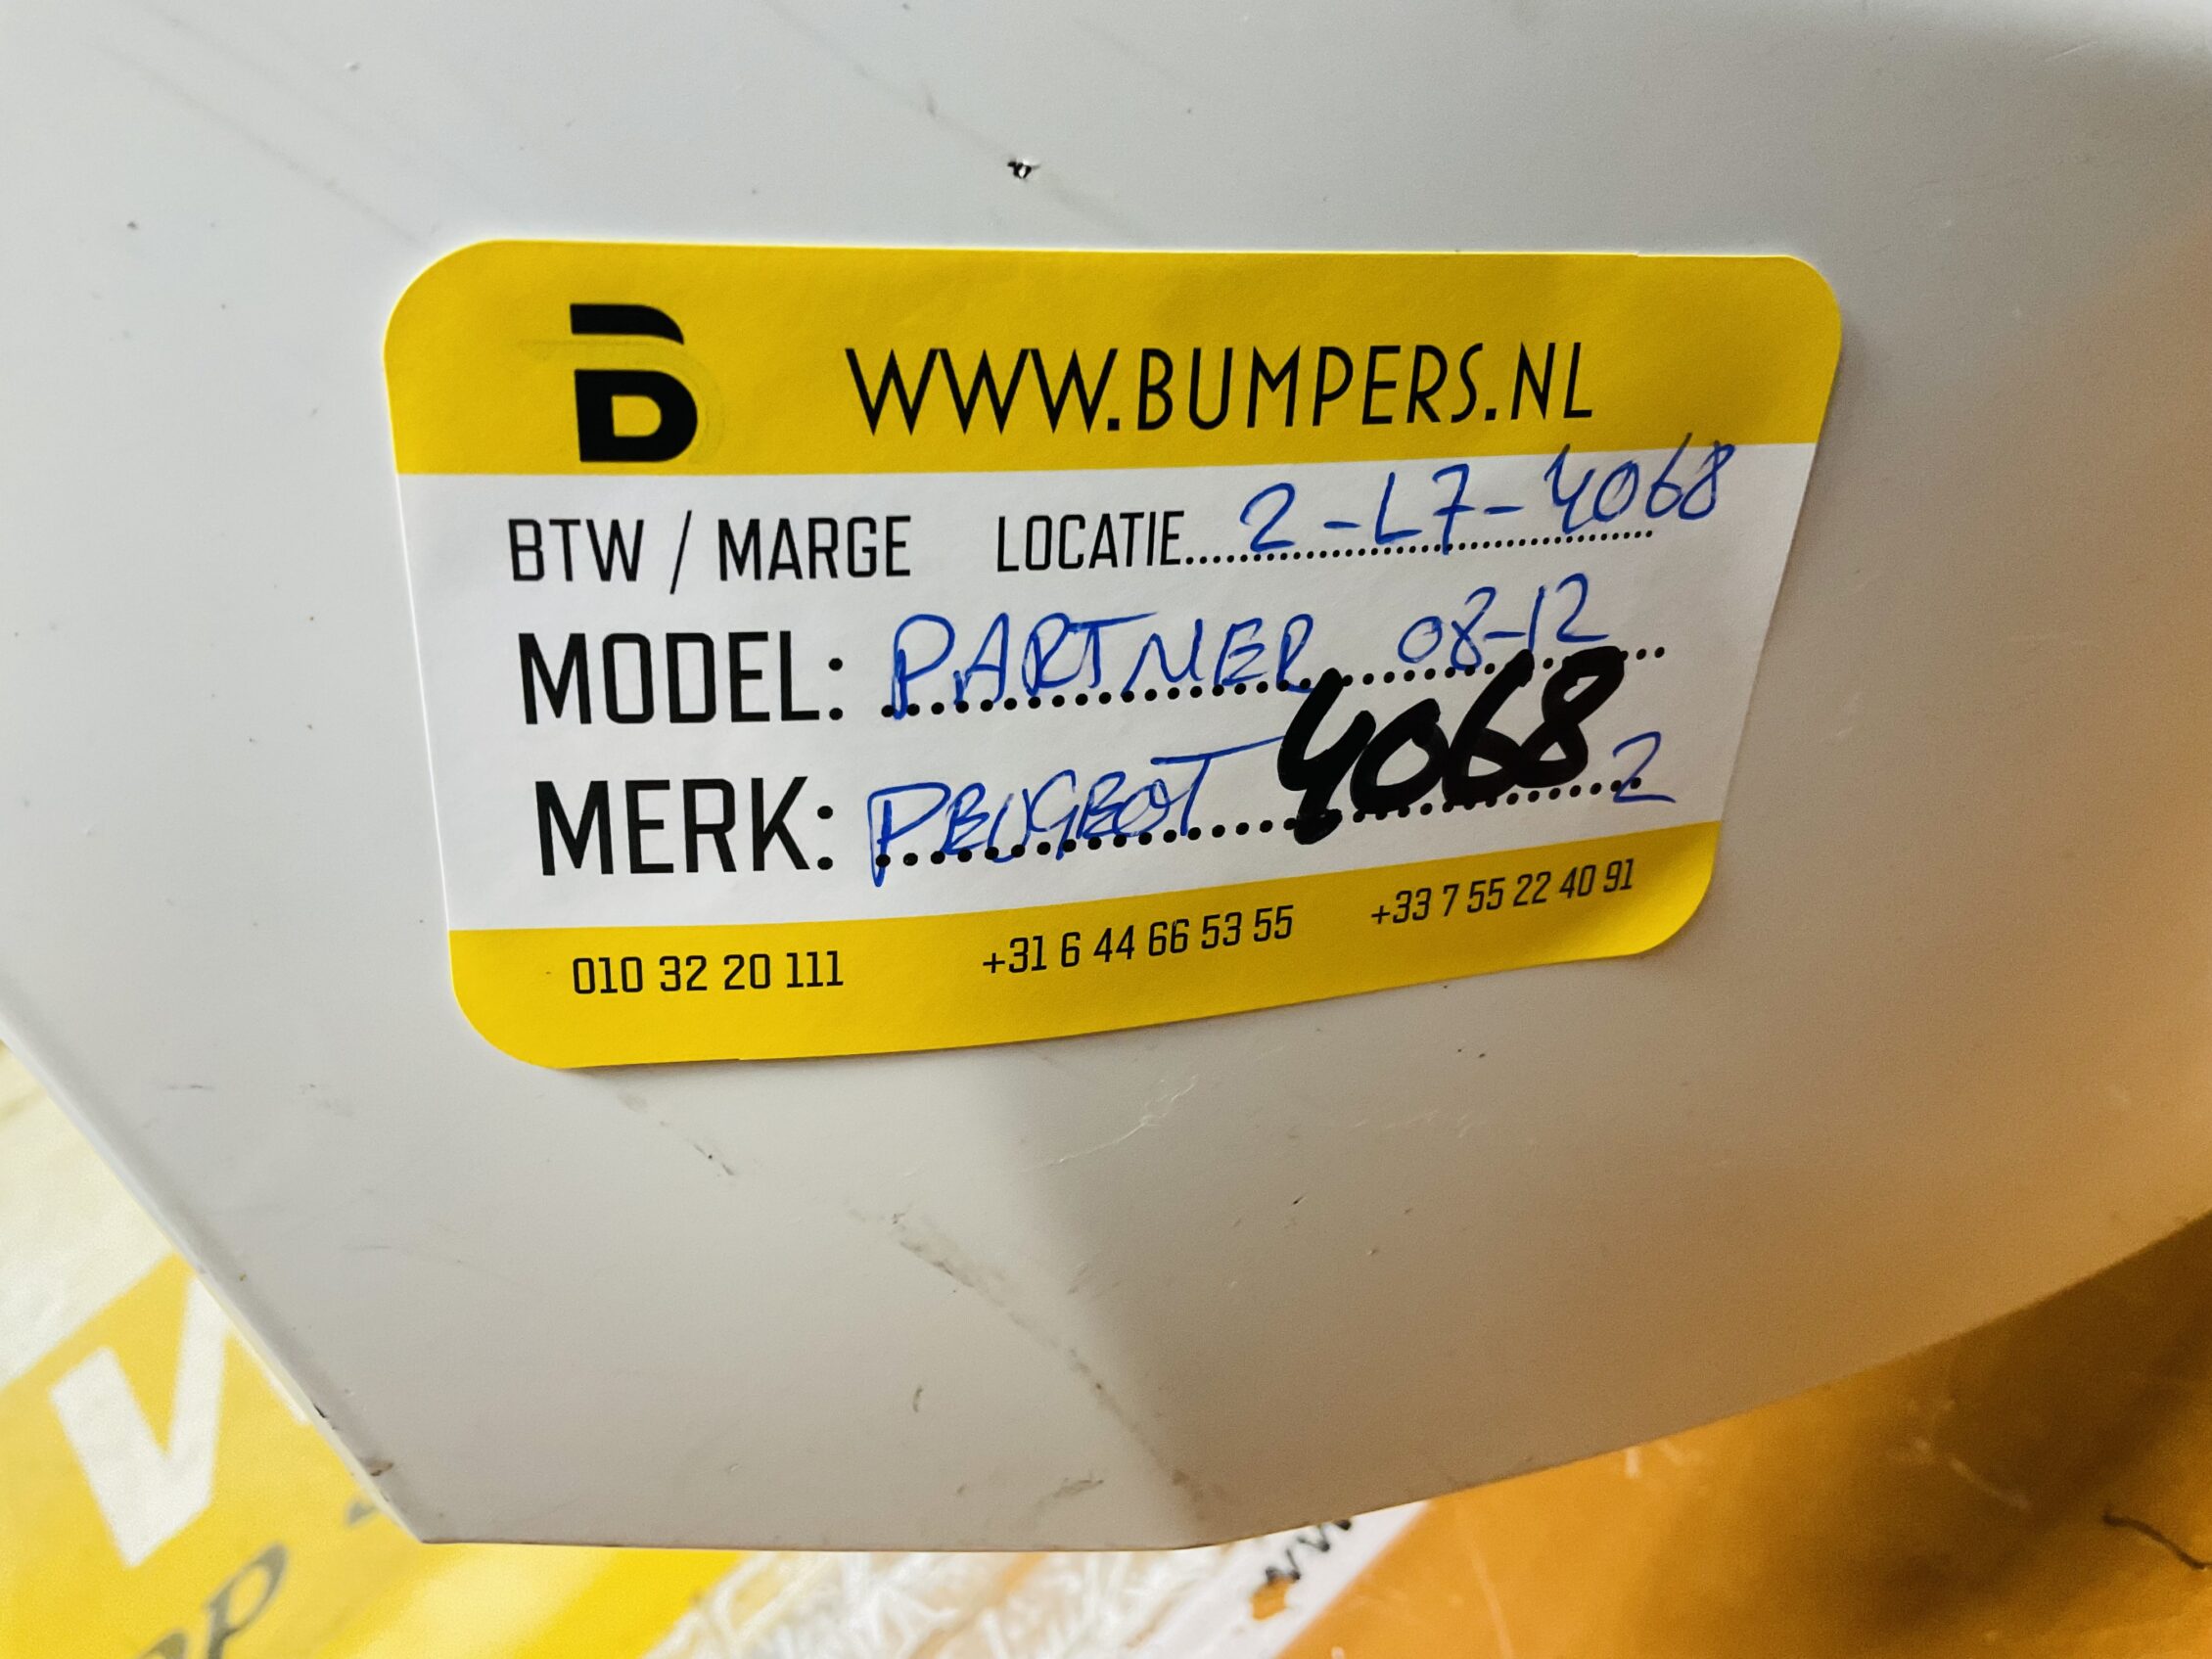 B WWW.BUMPERS.NL
BTW / MARGE LOCATIE 2-L7-4068
MODEL: PARTNER 08-12
MERK: PEUGEOT 4068 2
010 32 20 111 +31 6 44 66 53 55 +33 7 55 22 40 91